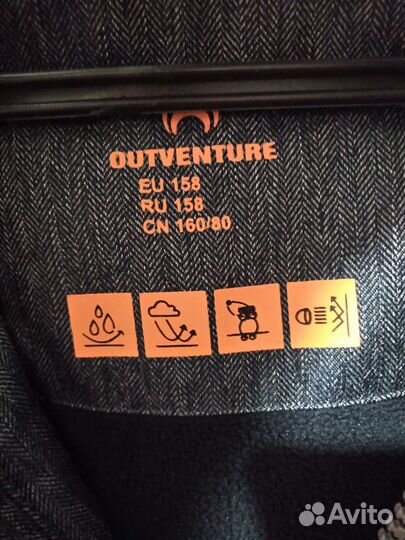 OUTVENTURE
EU 158
RU 158
CN 160/80
Avito